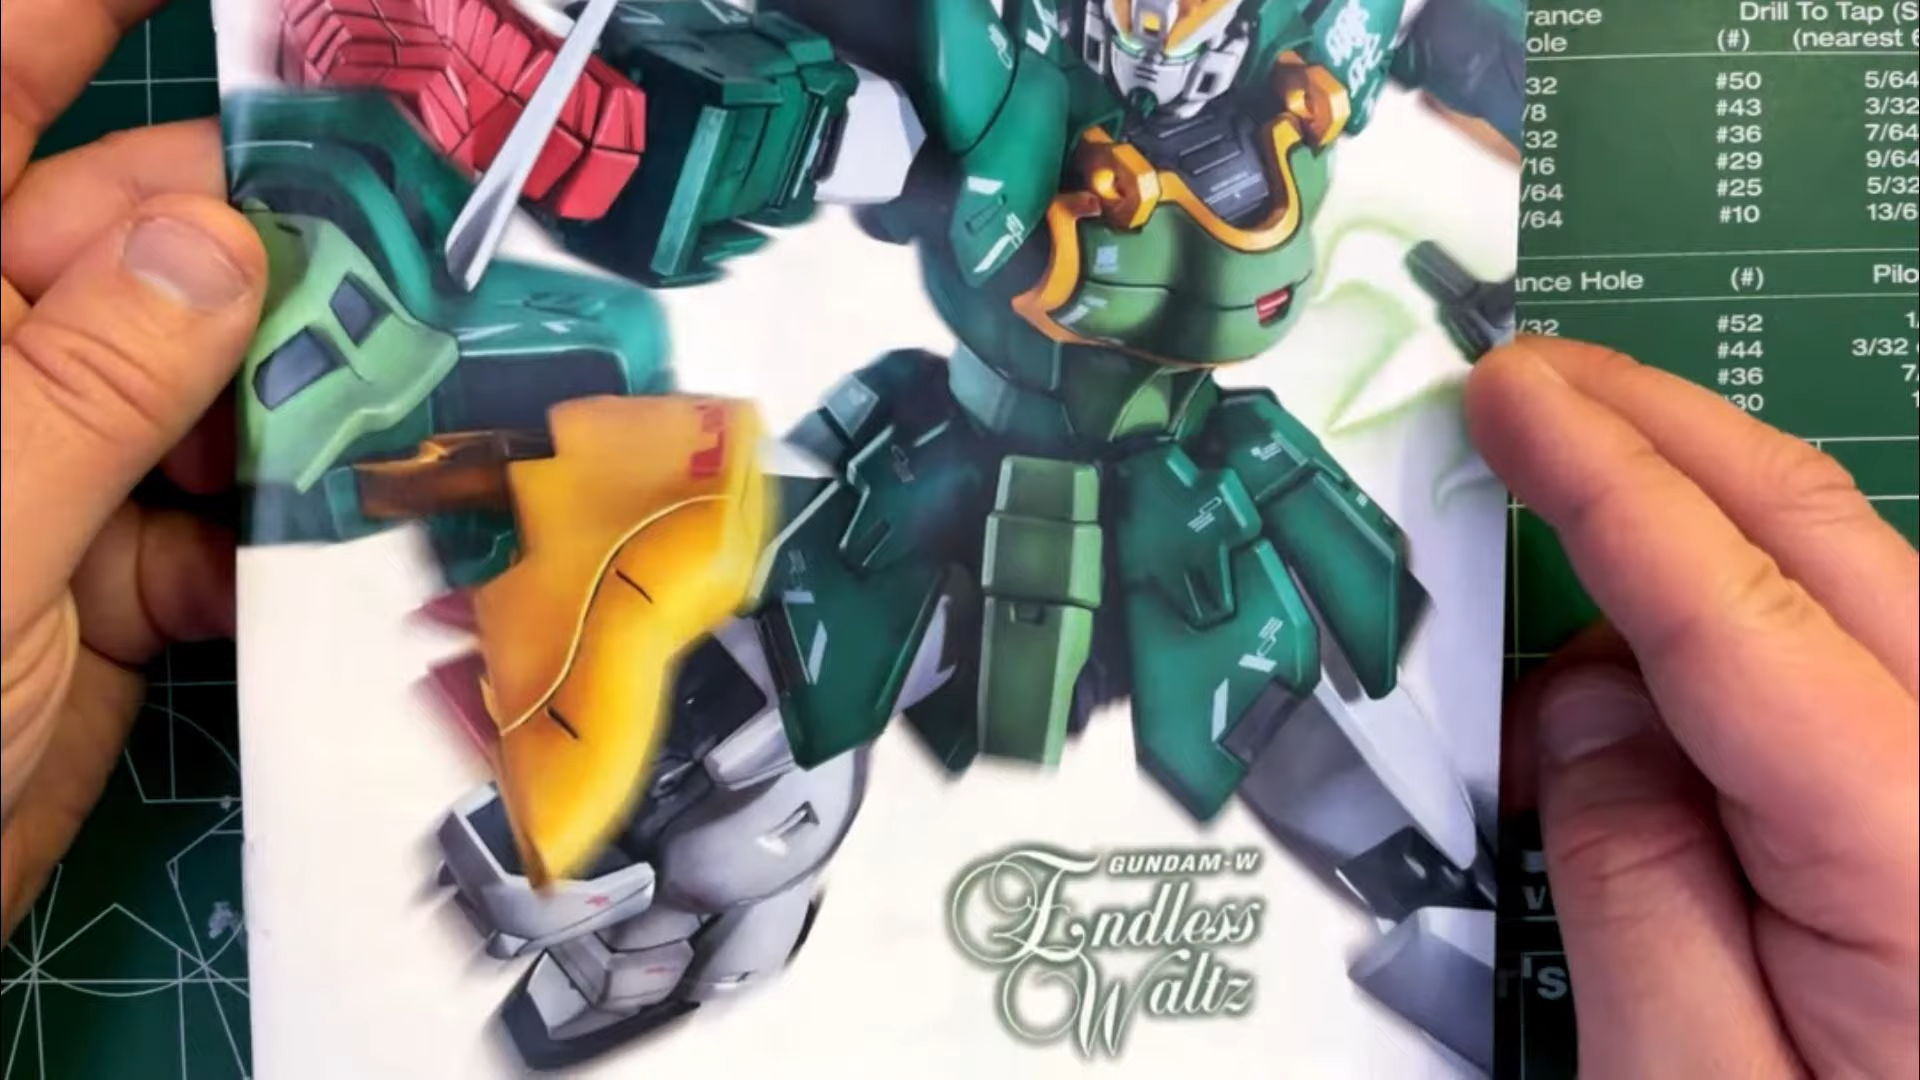 rance
ole
Drill To Tap (S
(#)
(nearest 6
32 #50 5/64
/8 #43 3/32
32 #36 7/64
/16 #29 9/64
/64 #25 5/32
/64 #10 13/6
ance Hole (#) Pilo
/32 #52 1/
#44 3/32
#36 7/
#30 1
GUNDAM-W
Endless
Waltz
r's